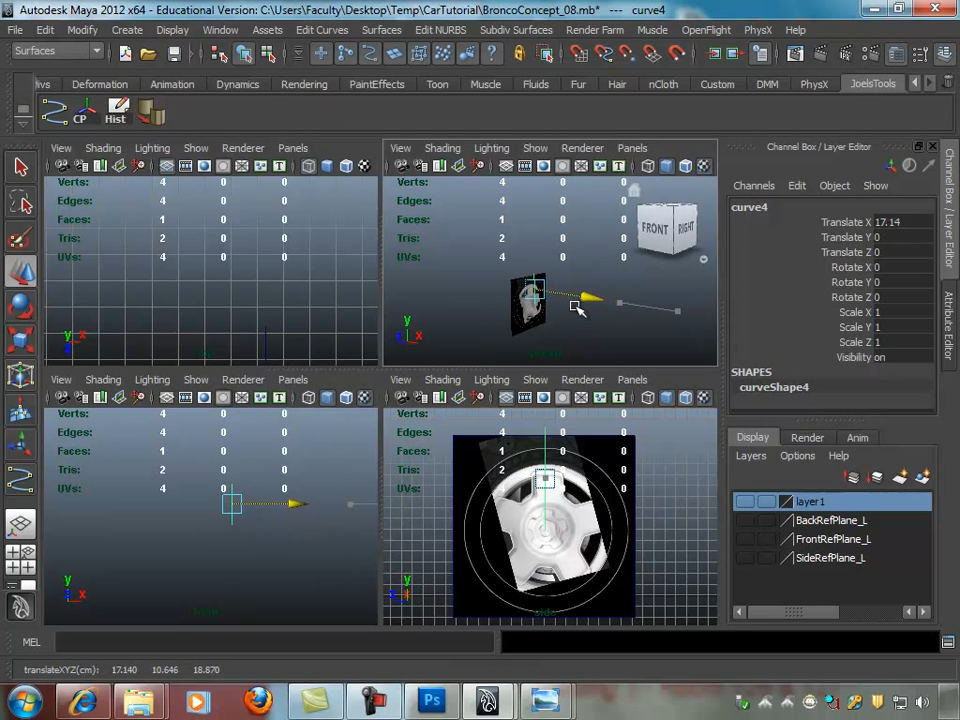 Autodesk Maya 2012 x64 - Educational Version: C:\Users\Faculty\Desktop\Temp\CarTutorial\BroncoConcept_08.mb* --- curve4
File Edit Modify Create Display Window Assets Edit Curves Surfaces Edit NURBS Subdiv Surfaces Render Farm Muscle OpenFlight PhysX Help
Surfaces
ivs Deformation Animation Dynamics Rendering PaintEffects Toon Muscle Fluids Fur Hair nCloth Custom DMM PhysX JoelsTools
CP Hist
View Shading Lighting Show Renderer Panels
Verts: 4 0 0
Edges: 4 0 0
Faces: 1 0 0
Tris: 2 0 0
UVs: 4 0 0
y
x
z
View Shading Lighting Show Renderer Panels
Verts: 4 0 0
Edges: 4 0 0
Faces: 1 0 0
Tris: 2 0 0
UVs: 4 0 0
FRONT RIGHT
y
x
persp
View Shading Lighting Show Renderer Panels
Verts: 4 0 0
Edges: 4 0 0
Faces: 1 0 0
Tris: 2 0 0
UVs: 4 0 0
y
x
front
View Shading Lighting Show Renderer Panels
Verts: 4 0 0
Edges: 4 0 0
Faces: 1 0 0
Tris: 2 0 0
UVs: 4 0 0
y
side
Channel Box / Layer Editor
Channels Edit Object Show
curve4
Translate X 17.14
Translate Y 0
Translate Z 0
Rotate X 0
Rotate Y 0
Rotate Z 0
Scale X 1
Scale Y 1
Scale Z 1
Visibility on
SHAPES
curveShape4
Display Render Anim
Layers Options Help
layer1
BackRefPlane_L
FrontRefPlane_L
SideRefPlane_L
Channel Box / Layer Editor
Attribute Editor
MEL
translateXYZ(cm): 17.140 10.646 18.870
Ps